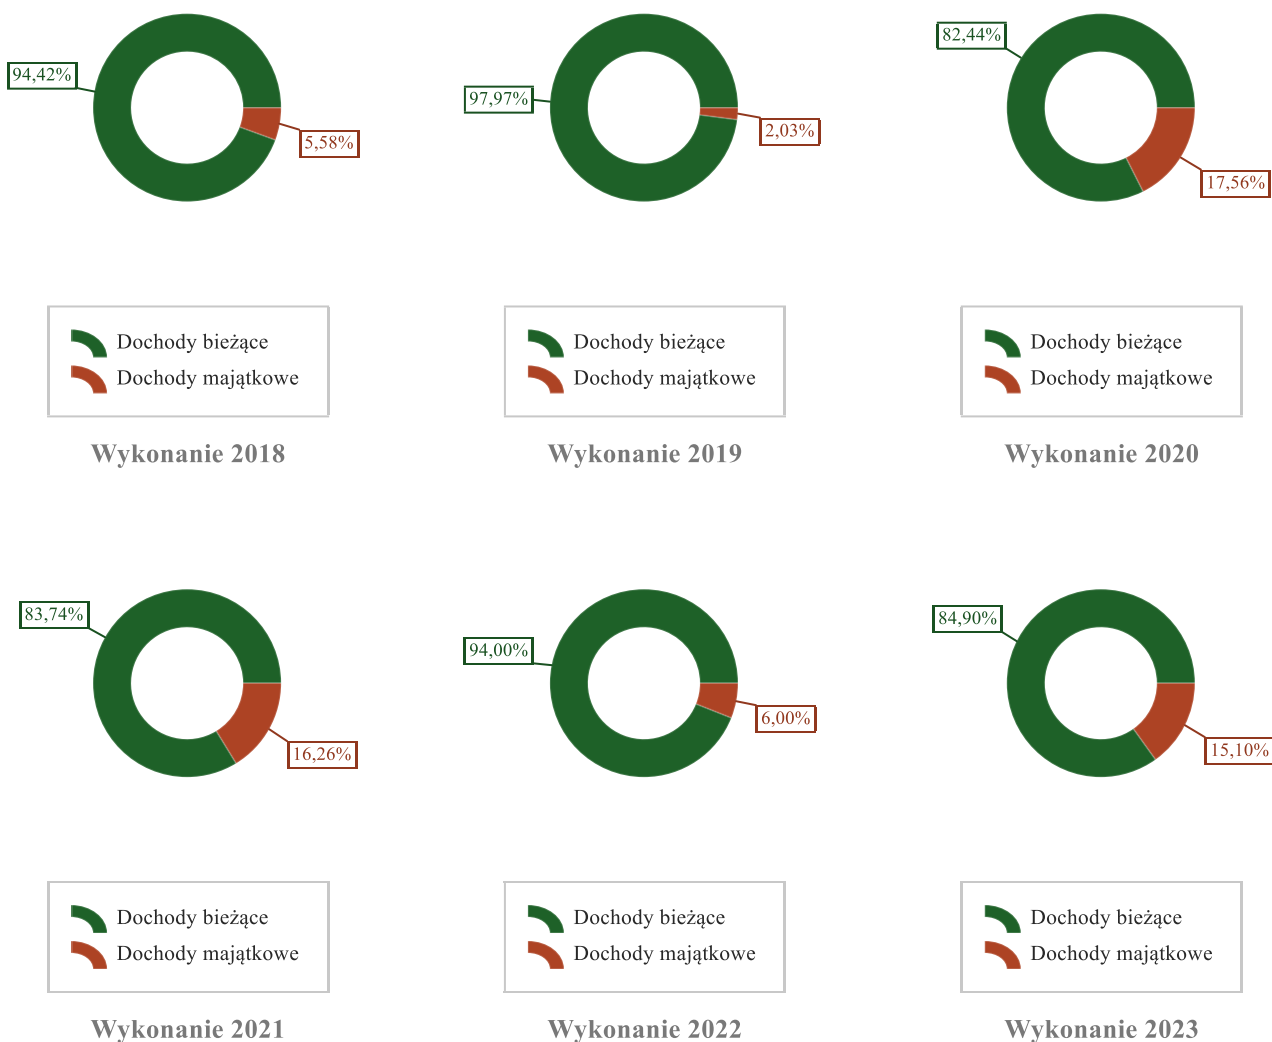 94,42%
5,58%
Dochody bieżące
Dochody majątkowe
Wykonanie 2018
97,97%
2,03%
Dochody bieżące
Dochody majątkowe
Wykonanie 2019
82,44%
17,56%
Dochody bieżące
Dochody majątkowe
Wykonanie 2020
83,74%
16,26%
Dochody bieżące
Dochody majątkowe
Wykonanie 2021
94,00%
6,00%
Dochody bieżące
Dochody majątkowe
Wykonanie 2022
84,90%
15,10%
Dochody bieżące
Dochody majątkowe
Wykonanie 2023